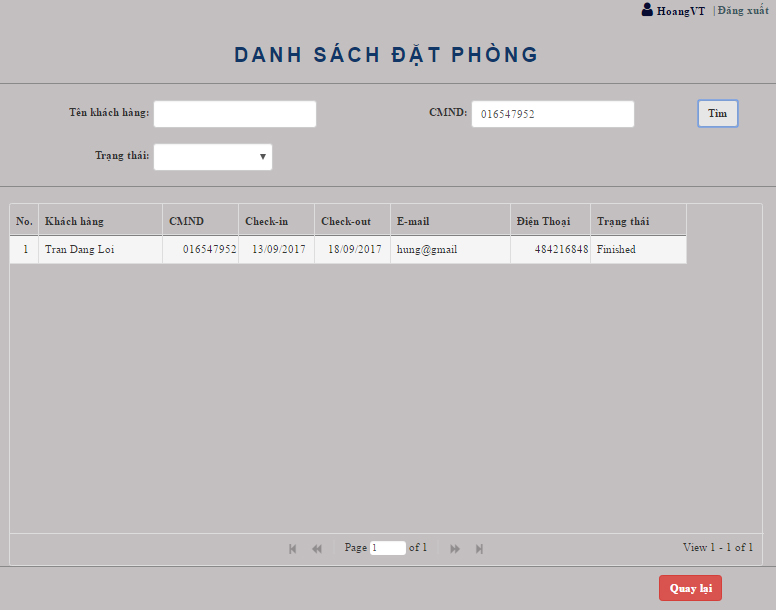 HoangVT | Đăng xuất
DANH SÁCH ĐẶT PHÒNG
Tên khách hàng: CMND: 016547952 Tìm
Trạng thái:
No. Khách hàng CMND Check-in Check-out E-mail Điện Thoại Trạng thái
1 Tran Dang Loi 016547952 13/09/2017 18/09/2017 hung@gmail 484216848 Finished
Page 1 of 1 View 1 - 1 of 1
Quay lại